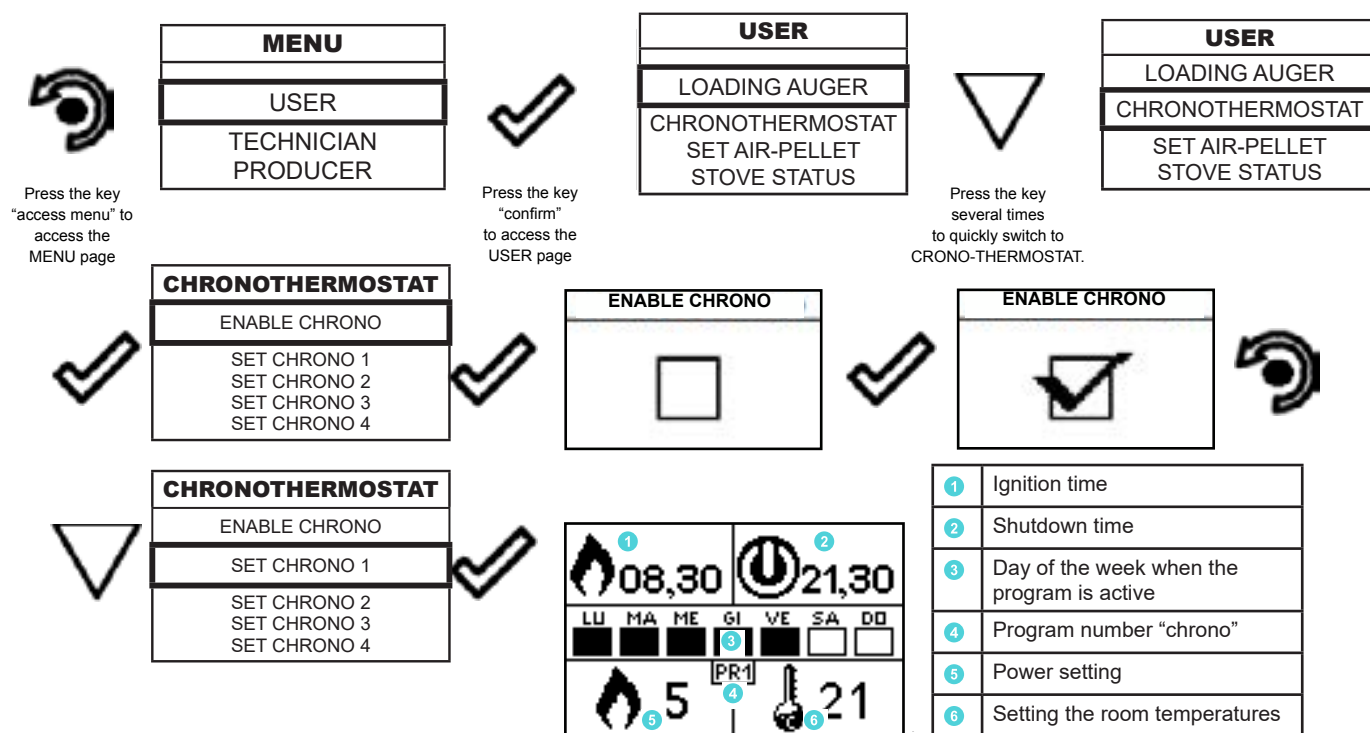 MENU
USER
TECHNICIAN
PRODUCER
Press the key
“access menu” to
access the
MENU page
Press the key
“confirm”
to access the
USER page
USER
LOADING AUGER
CHRONOTHERMOSTAT
SET AIR-PELLET
STOVE STATUS
Press the key
several times
to quickly switch to
CRONO-THERMOSTAT.
USER
LOADING AUGER
CHRONOTHERMOSTAT
SET AIR-PELLET
STOVE STATUS
CHRONOTHERMOSTAT
ENABLE CHRONO
SET CHRONO 1
SET CHRONO 2
SET CHRONO 3
SET CHRONO 4
ENABLE CHRONO
ENABLE CHRONO
CHRONOTHERMOSTAT
ENABLE CHRONO
SET CHRONO 1
SET CHRONO 2
SET CHRONO 3
SET CHRONO 4
1 2
08,30 21,30
LU MA ME GI VE SA DO
3
PR1
4
5 5 6 21
1 Ignition time
2 Shutdown time
3 Day of the week when the
program is active
4 Program number “chrono”
5 Power setting
6 Setting the room temperatures